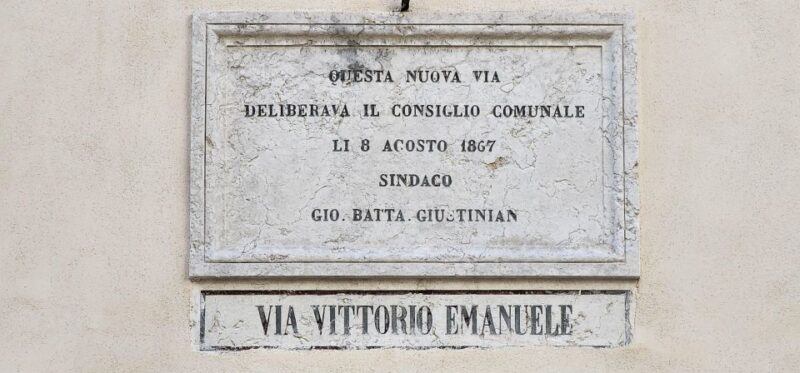 QUESTA NUOVA VIA
DELIBERAVA IL CONSIGLIO COMUNALE
LI 8 AGOSTO 1867
SINDACO
GIO. BATTA. GIUSTINIAN
VIA VITTORIO EMANUELE